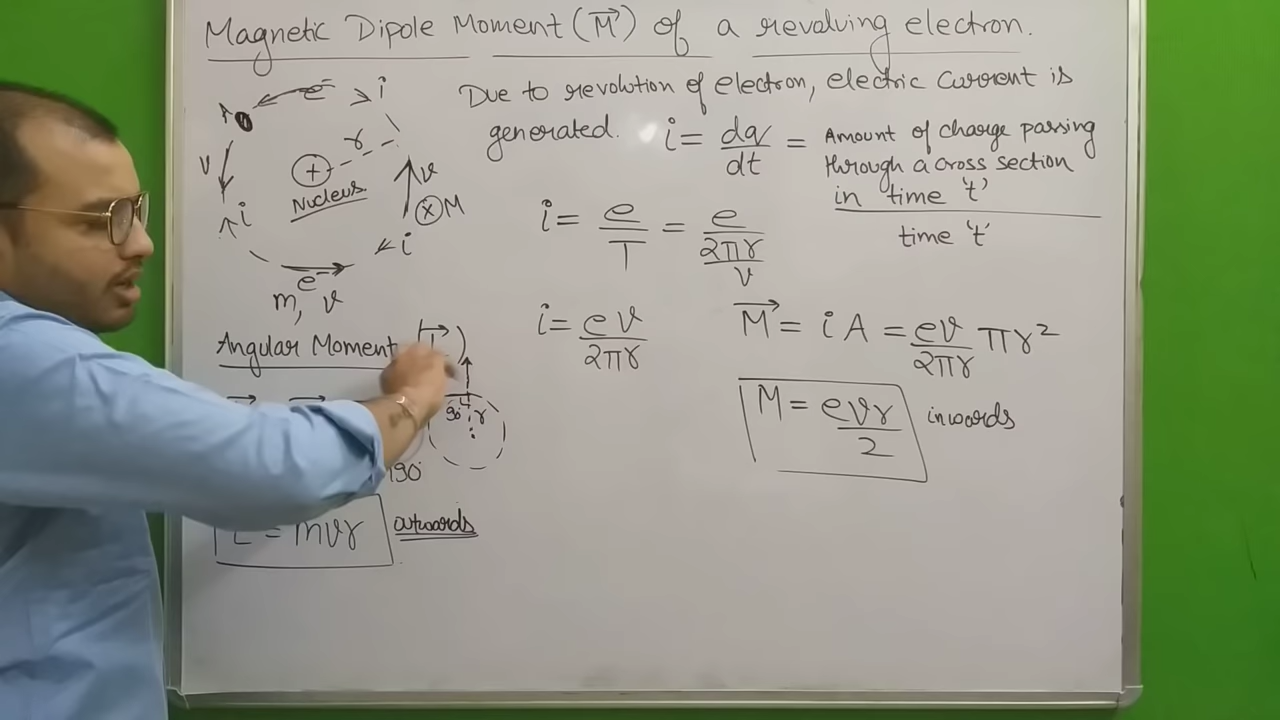 Magnetic Dipole Moment (M⃗) of a revolving electron.
Due to revolution of electron, electric current is
generated. i = dq/dt = Amount of charge passing
through a cross section
in time 't'
time 't'
e⁻ i
r
v
+
Nucleus
v
⊗ M
i
i
e⁻
m, v
i = e/T = e/(2πr/v)
i = ev/2πr
M⃗ = i A = ev/2πr πr²
M = evr/2 inwards
Angular Moment
90° r
90°
L = mvr outwards